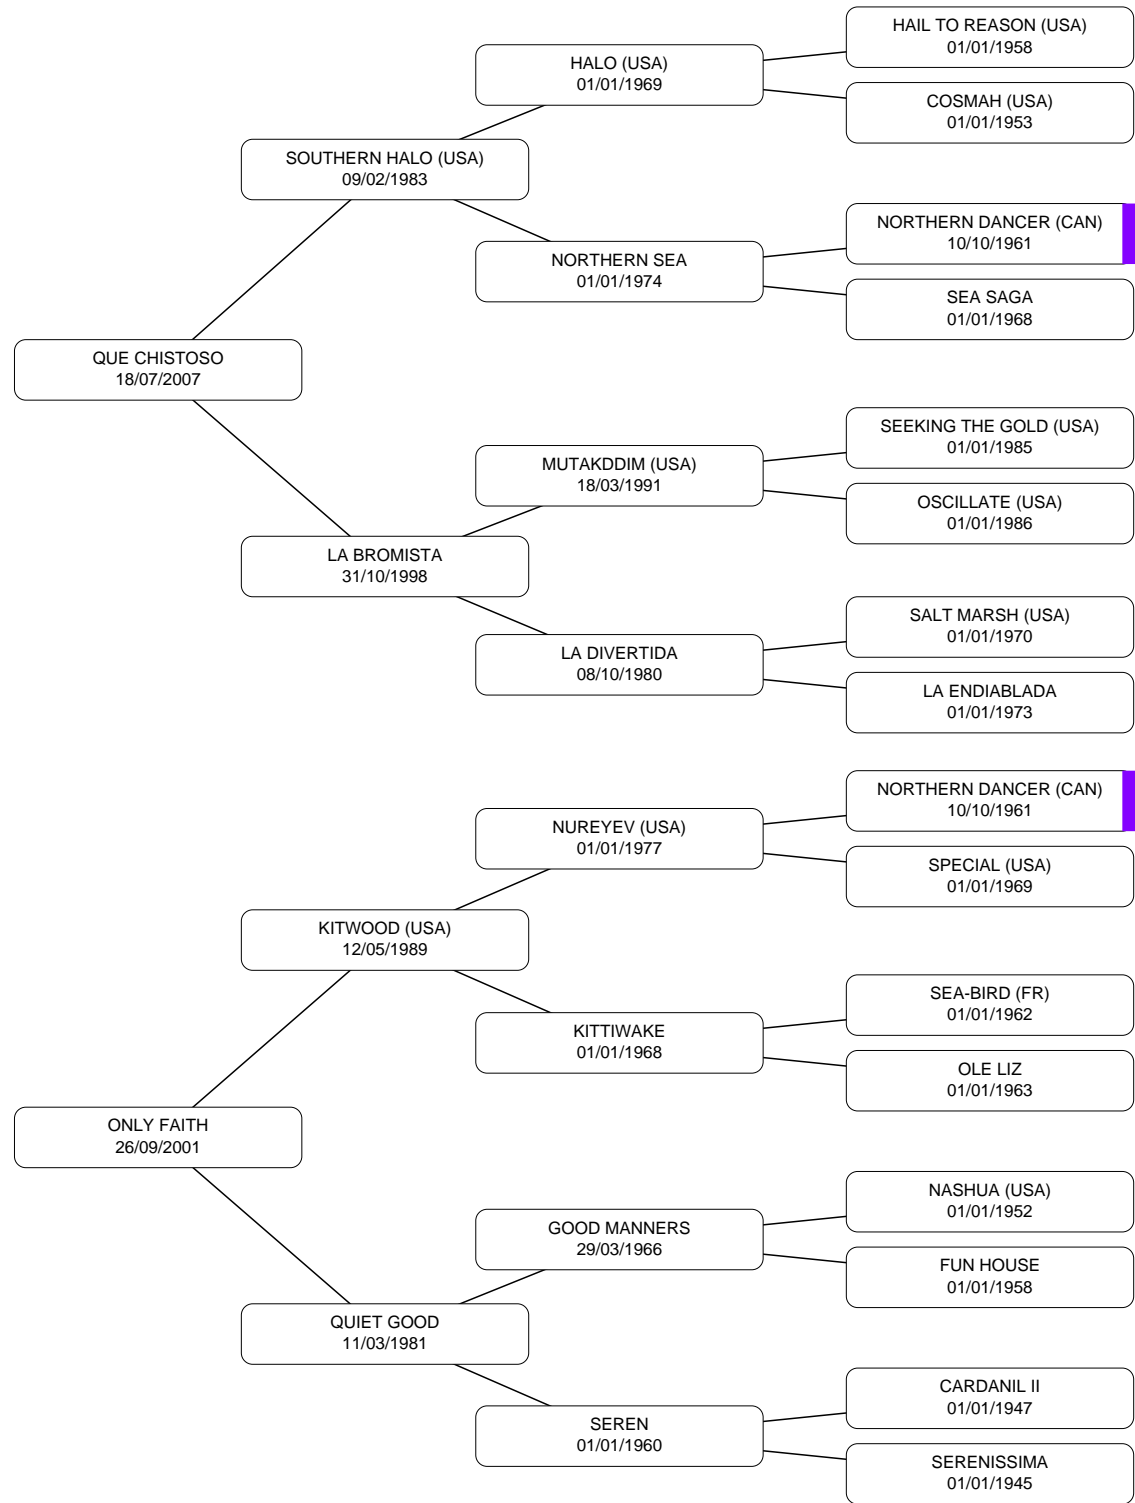 HAIL TO REASON (USA)
01/01/1958
HALO (USA)
01/01/1969
COSMAH (USA)
01/01/1953
SOUTHERN HALO (USA)
09/02/1983
NORTHERN DANCER (CAN)
10/10/1961
NORTHERN SEA
01/01/1974
SEA SAGA
01/01/1968
QUE CHISTOSO
18/07/2007
SEEKING THE GOLD (USA)
01/01/1985
MUTAKDDIM (USA)
18/03/1991
OSCILLATE (USA)
01/01/1986
LA BROMISTA
31/10/1998
SALT MARSH (USA)
01/01/1970
LA DIVERTIDA
08/10/1980
LA ENDIABLADA
01/01/1973
NORTHERN DANCER (CAN)
10/10/1961
NUREYEV (USA)
01/01/1977
SPECIAL (USA)
01/01/1969
KITWOOD (USA)
12/05/1989
SEA-BIRD (FR)
01/01/1962
KITTIWAKE
01/01/1968
OLE LIZ
01/01/1963
ONLY FAITH
26/09/2001
NASHUA (USA)
01/01/1952
GOOD MANNERS
29/03/1966
FUN HOUSE
01/01/1958
QUIET GOOD
11/03/1981
CARDANIL II
01/01/1947
SEREN
01/01/1960
SERENISSIMA
01/01/1945